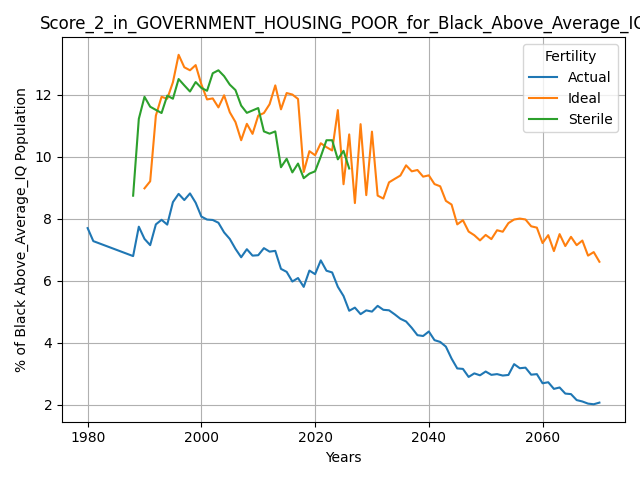 Score_2_in_GOVERNMENT_HOUSING_POOR_for_Black_Above_Average_IQ
% of Black Above_Average_IQ Population
12
10
8
6
4
2
Fertility
Actual
Ideal
Sterile
1980 2000 2020 2040 2060
Years